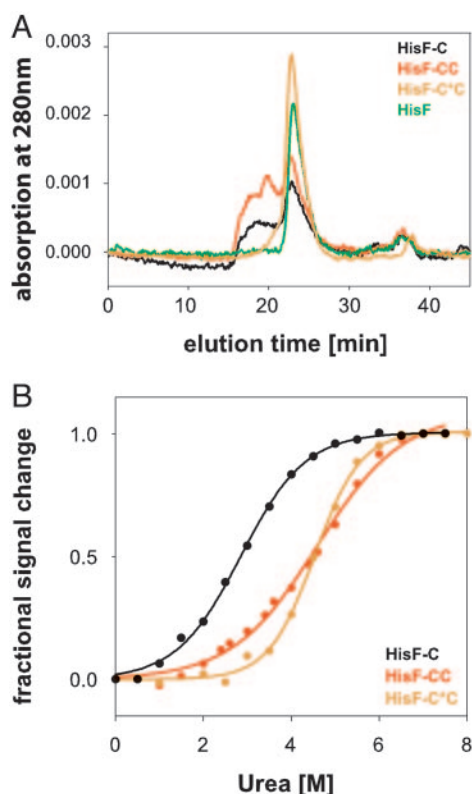 A
absorption at 280nm
0.003
0.002
0.001
0.000
HisF-C
HisF-CC
HisF-C*C
HisF
0 10 20 30 40
elution time [min]
B
fractional signal change
1.0
0.5
0.0
HisF-C
HisF-CC
HisF-C*C
0 2 4 6 8
Urea [M]